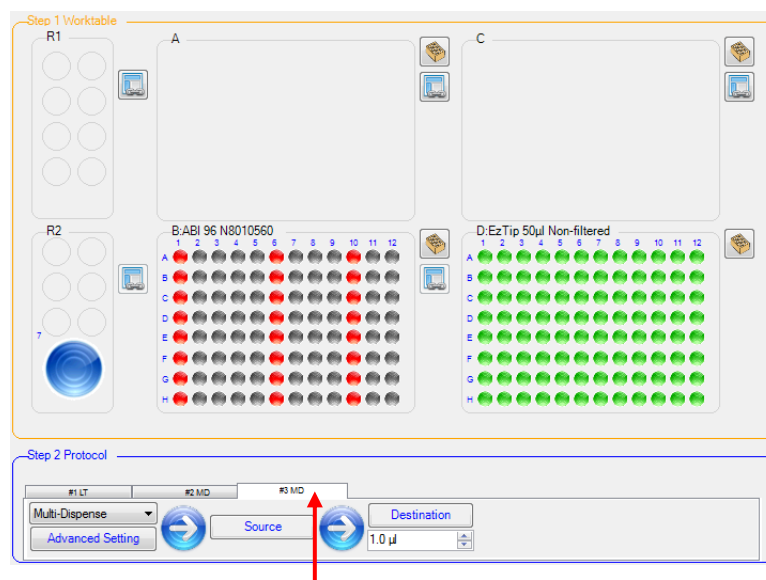 Step 1 Worktable
R1
A
C
R2
7
B:ABI 96 N8010560
1 2 3 4 5 6 7 8 9 10 11 12
A
B
C
D
E
F
G
H
D:EzTip 50µl Non-filtered
1 2 3 4 5 6 7 8 9 10 11 12
A
B
C
D
E
F
G
H
Step 2 Protocol
#1 LT #2 MD #3 MD
Multi-Dispense
Advanced Setting
Source
Destination
1.0 µl